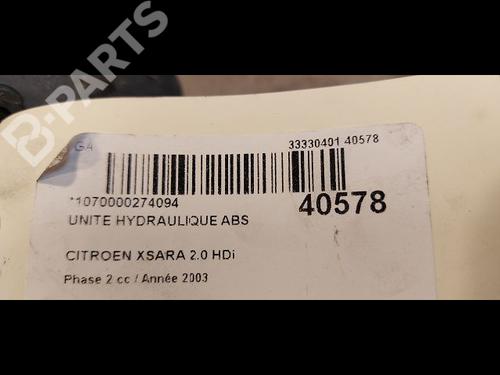 B-PARTS
GA
33330401 40578
*1070000274094
40578
UNITE HYDRAULIQUE ABS
CITROEN XSARA 2.0 HDi
Phase 2 cc / Année 2003